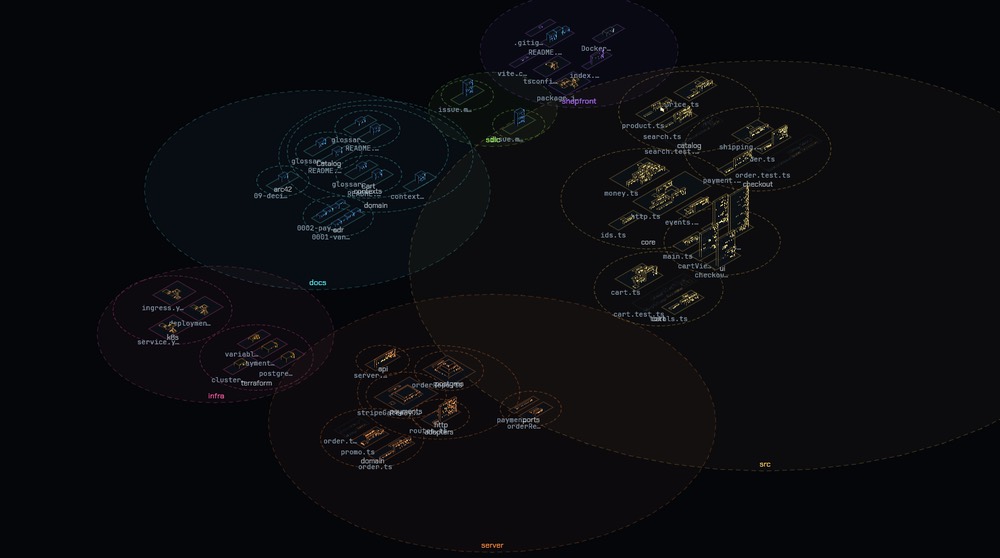 .gitig…
README.…
Docker…
vite.c…
tsconfi…
index.…
package.…
shopfront
issue.m…
sdlc
product.ts
search.ts
catalog
search.test…
shipping…
payment…
order.test.ts
checkout
money.ts
http.ts
events.…
ids.ts
core
main.ts
cartVie…
ui
checkou…
cart.ts
cart.test.ts
src
glossar…
README.…
glossar…
catalog
README.…
arc42
09-deci…
glossar…
cart
contexts
context…
domain
0002-pay…
adr
0001-van…
docs
ingress.y…
deploymen…
k8s
service.y…
variabl…
postgre…
cluster…
terraform
infra
api
server.…
postgres
payments
http
adapters
ports
orderRe…
order.t…
promo.ts
domain
order.ts
server